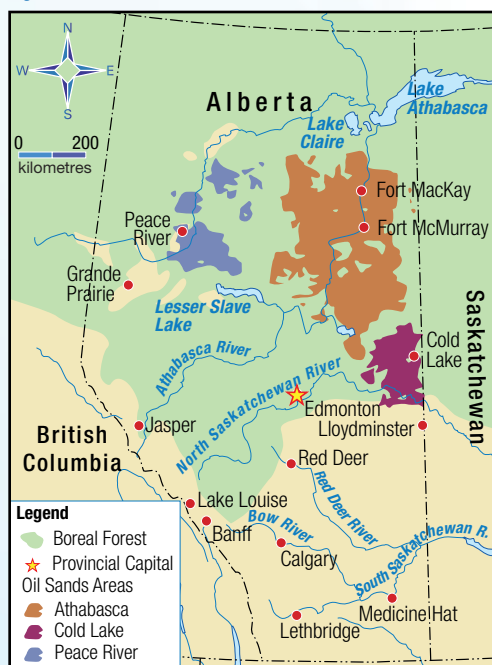 N
W
E
S
0
200
kilometres
Alberta
Lake
Athabasca
Lake
Claire
Fort MacKay
Peace
River
Fort McMurray
Grande
Prairie
Lesser Slave
Lake
Saskatchewan
Cold
Lake
Athabasca River
North Saskatchewan River
Edmonton
Lloydminster
Jasper
British
Columbia
Red Deer
Red Deer River
Lake Louise
Banff
Bow River
Calgary
South Saskatchewan R.
Medicine Hat
Lethbridge
Legend
Boreal Forest
Provincial Capital
Oil Sands Areas
Athabasca
Cold Lake
Peace River